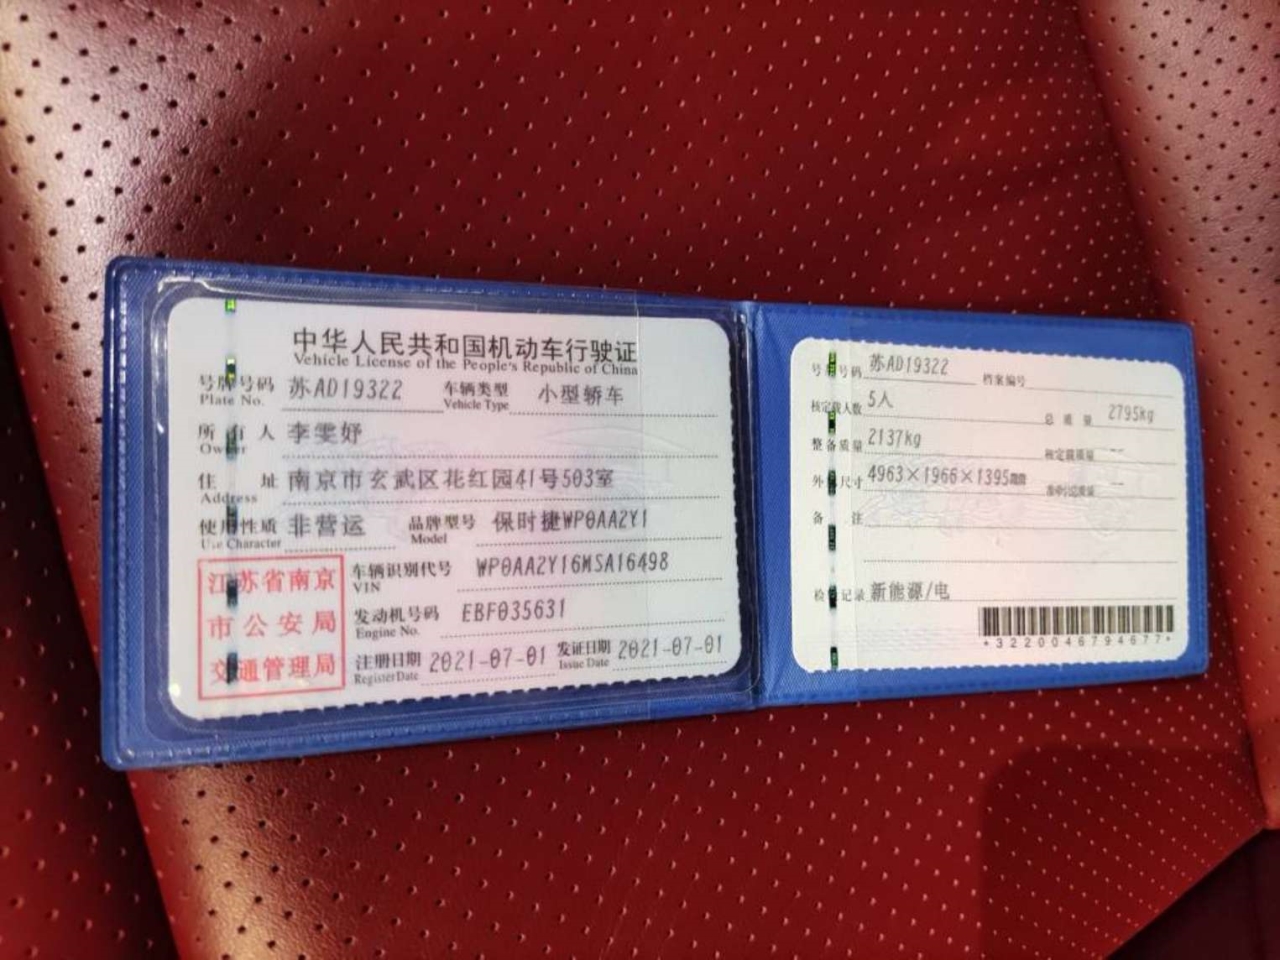 中华人民共和国机动车行驶证
Vehicle License of the People's Republic of China
号牌号码 苏AD19322 车辆类型 小型轿车
Plate No. Vehicle Type
所有人 李雯妤
Owner
住址 南京市玄武区花红园41号503室
Address
使用性质 非营运 品牌型号 保时捷WP0AA2Y1
Use Character Model
江苏省南京
市公安局
交通管理局
车辆识别代号 WP0AA2Y16MSA16498
VIN
发动机号码 EBF035631
Engine No.
注册日期 2021-07-01 发证日期 2021-07-01
Register Date Issue Date
号牌号码 苏AD19322 档案编号
核定载人数 5人 总质量 2795kg
整备质量 2137kg 核定载质量 --
外廓尺寸 4963×1966×1395mm 准牵引总质量 --
备注
检验记录 新能源/电
*3220046794677*